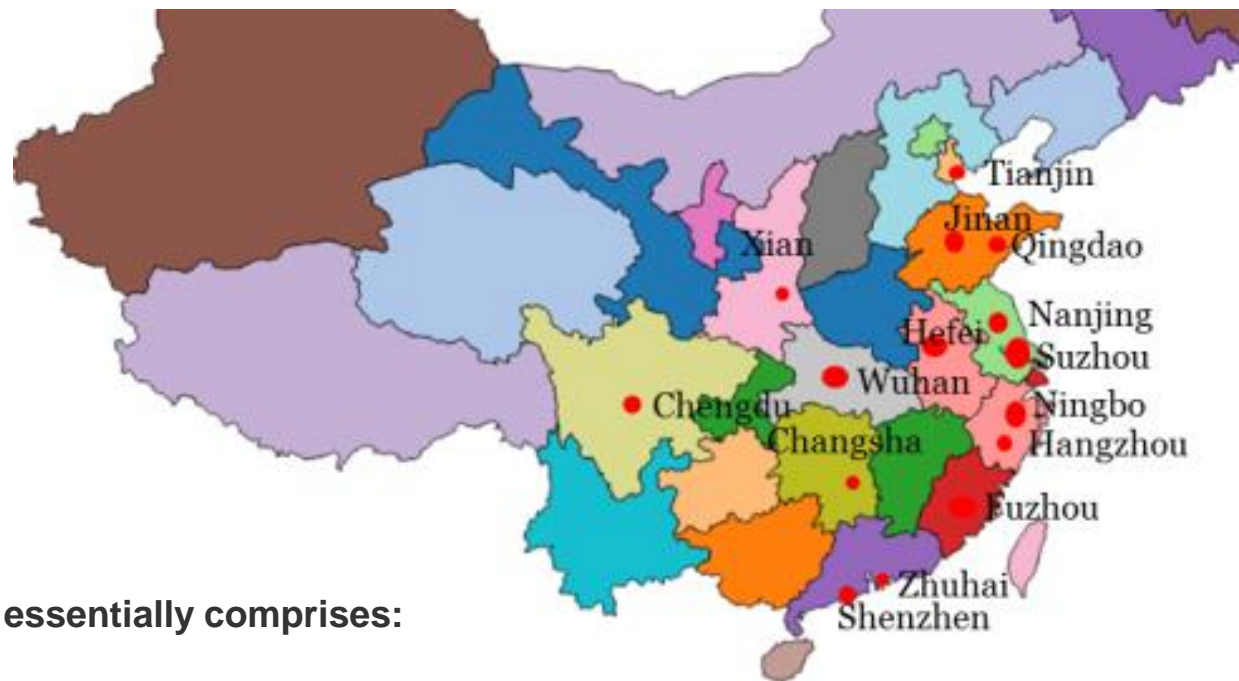 Tianjin
Jinan
Qingdao
Xian
Nanjing
Hefei
Suzhou
Wuhan
Chengdu
Ningbo
Changsha
Hangzhou
Fuzhou
Zhuhai
Shenzhen
essentially comprises: